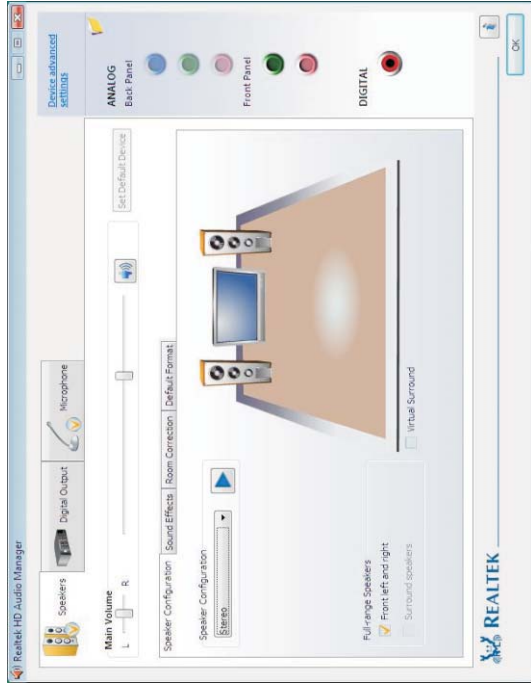 Realtek HD Audio Manager
Speakers
Digital Output
Microphone
Device advanced
settings
Main Volume
L
R
Set Default Device
ANALOG
Back Panel
Front Panel
DIGITAL
Speaker Configuration
Sound Effects
Room Correction
Default Format
Speaker Configuration
Stereo
Full-range Speakers
Front left and right
Surround speakers
Virtual Surround
REALTEK
i
OK